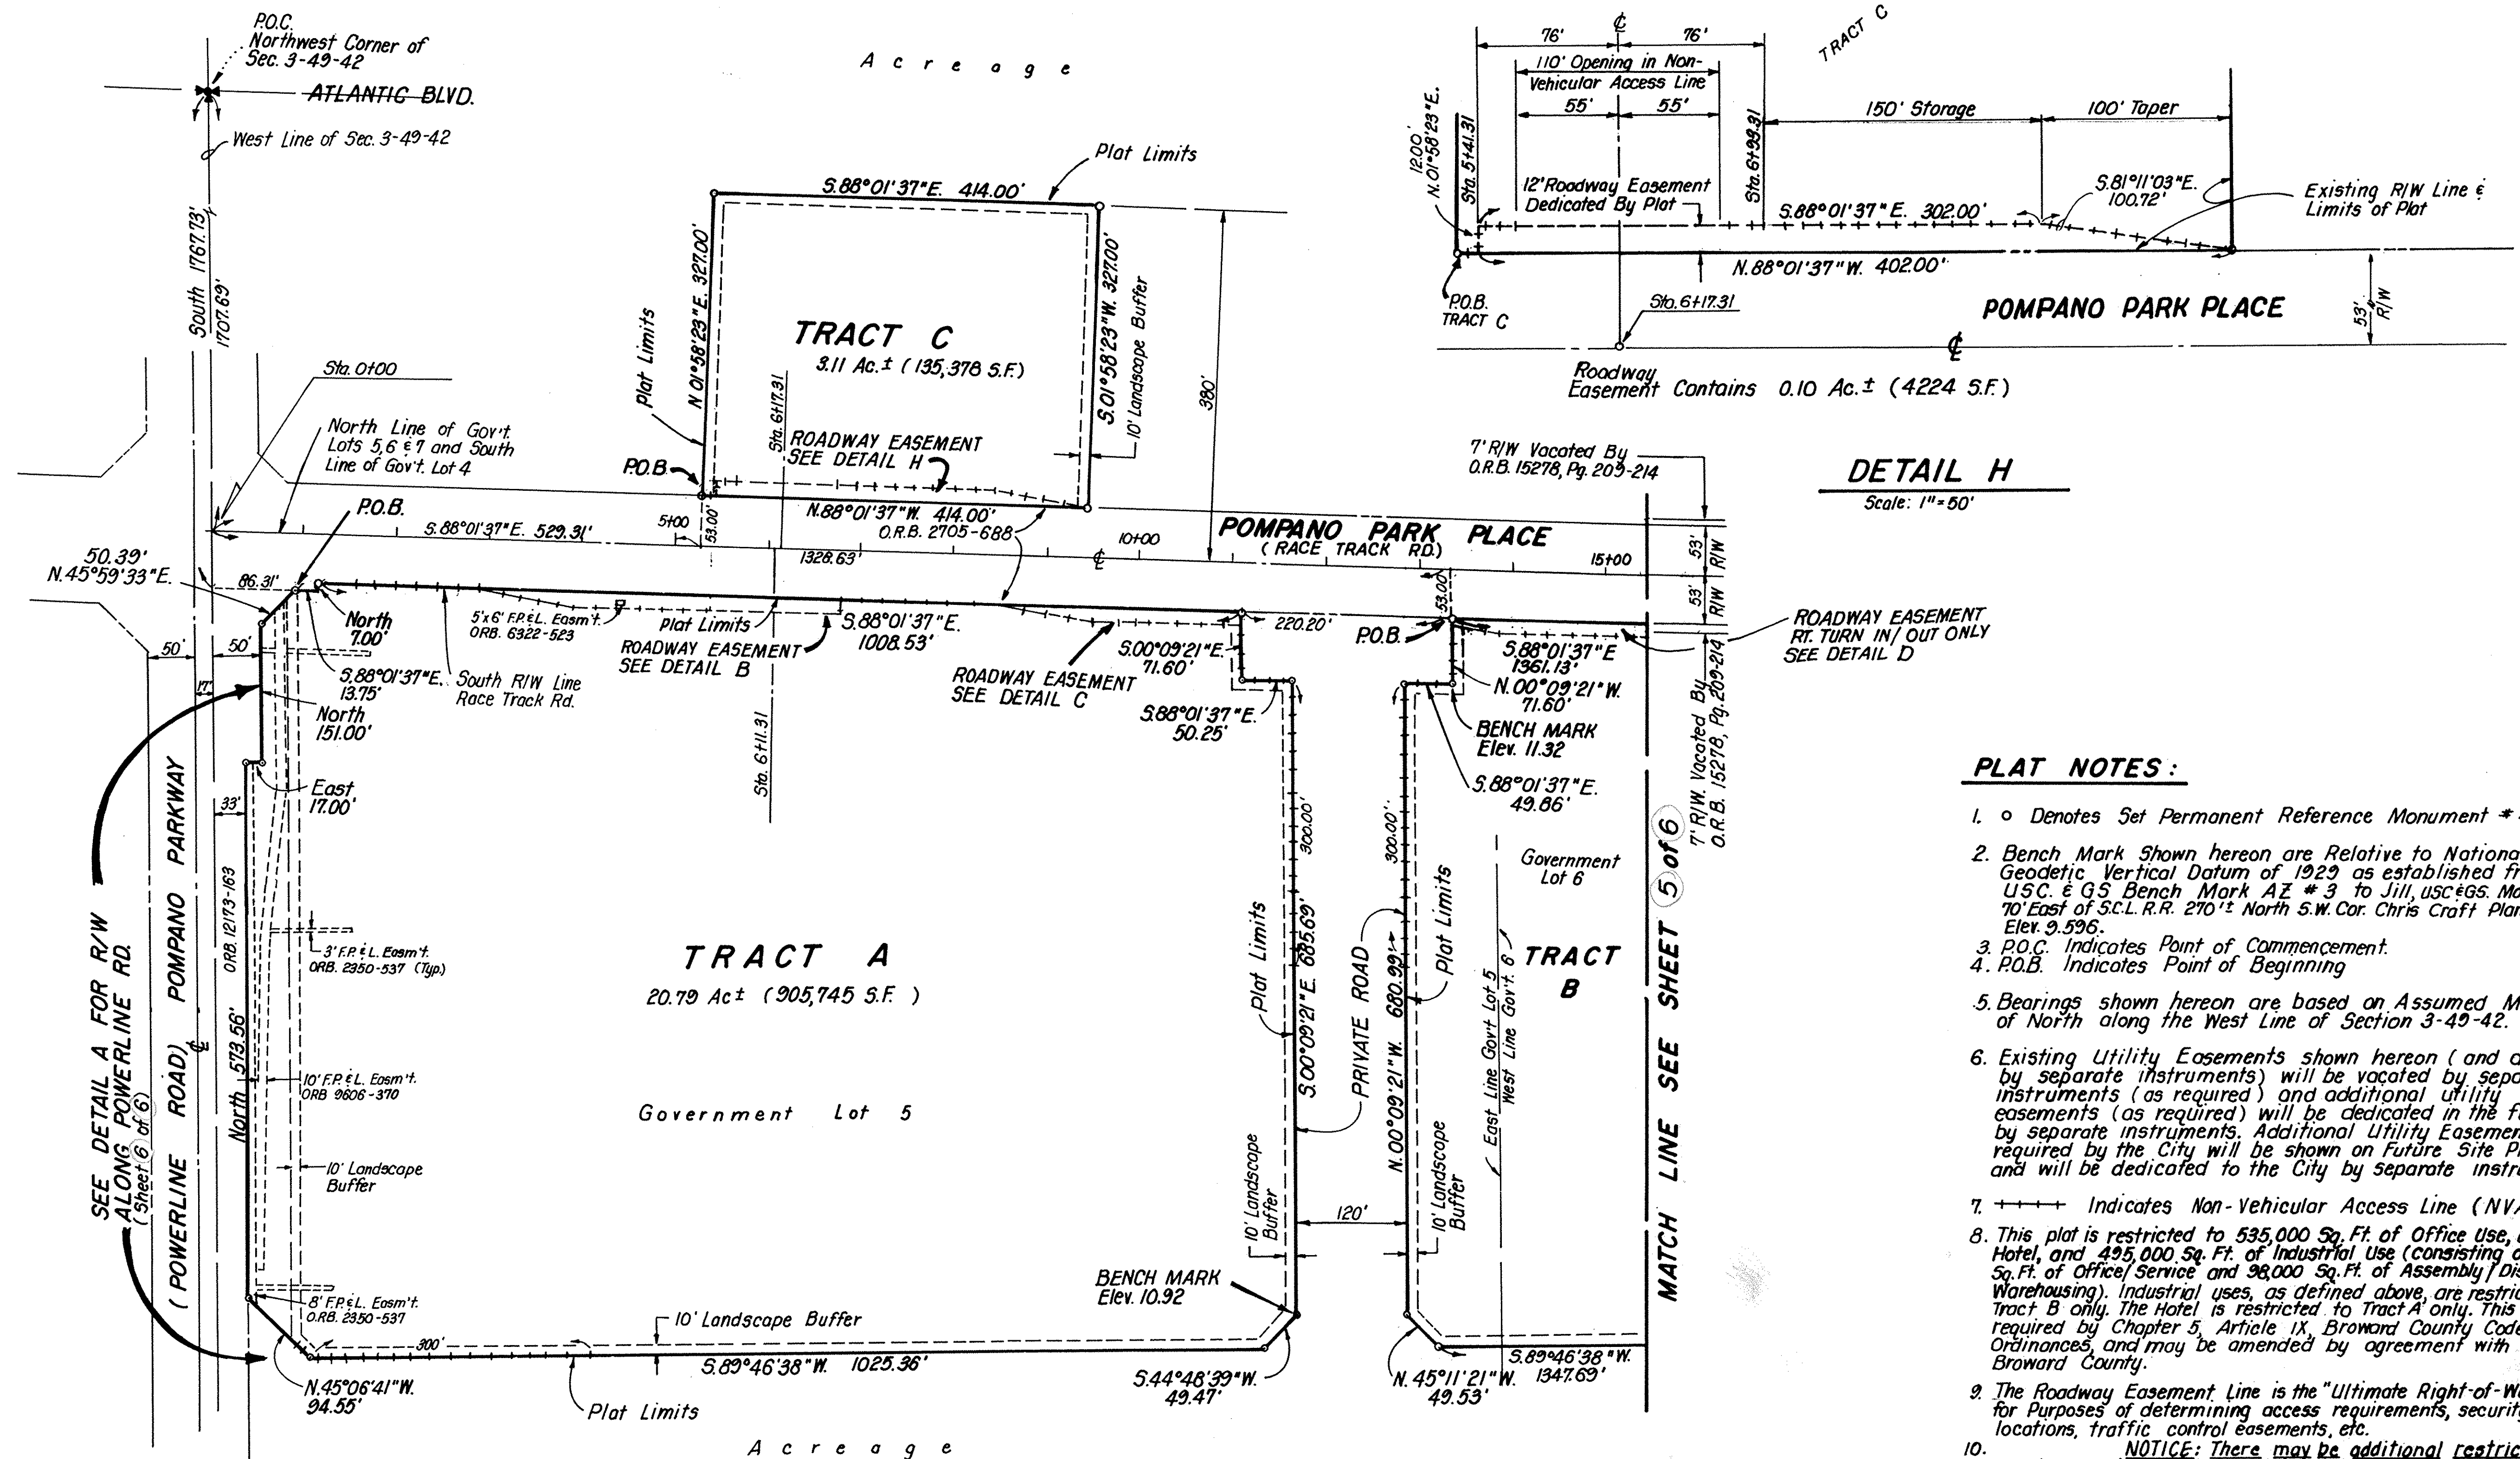 P.O.C.
Northwest Corner of
Sec. 3-49-42
ATLANTIC BLVD.
West Line of Sec. 3-49-42
South 1767.73'
1707.69'
A c r e a g e
Plat Limits
S.88°01'37"E. 414.00'
N 01°58'23"E. 327.00'
Plat Limits
TRACT C
3.11 Ac.± (135,378 S.F.)
S.01°58'23"W. 327.00'
10' Landscape Buffer
380'
Sta. 6+17.31
ROADWAY EASEMENT
SEE DETAIL H
P.O.B.
N.88°01'37"W. 414.00'
O.R.B. 2705-688
Sta. 0+00
North Line of Gov't.
Lots 5,6 & 7 and South
Line of Gov't. Lot 4
P.O.B.
S.88°01'37"E. 529.31'
5+00
53.00'
1328.63'
10+00
POMPANO PARK PLACE
(RACE TRACK RD.)
15+00
53'
R/W
53'
R/W
7' R/W Vacated By
O.R.B. 15278, Pg. 209-214
50.39'
N.45°59'33"E.
86.31'
North
7.00'
S.88°01'37"E.
13.75'
50'
50'
17'
North
151.00'
East
17.00'
33'
South R/W Line
Race Track Rd.
5'x6' F.P.&L. Easm't.
ORB. 6322-523
Plat Limits
ROADWAY EASEMENT
SEE DETAIL B
S.88°01'37"E.
1008.53'
Sta. 6+11.31
ROADWAY EASEMENT
SEE DETAIL C
S.00°09'21"E.
71.60'
S.88°01'37"E.
50.25'
220.20'
53.00'
P.O.B.
S.88°01'37"E
1361.13'
N.00°09'21"W.
71.60'
BENCH MARK
Elev. 11.32
S.88°01'37"E.
49.86'
ROADWAY EASEMENT
RT. TURN IN/OUT ONLY
SEE DETAIL D
7' R/W. Vacated By
O.R.B. 15278, Pg.209-214
SEE DETAIL A FOR R/W
ALONG POWERLINE RD.
(Sheet 6 of 6)
(POWERLINE ROAD) POMPANO PARKWAY
O.R.B. 12173-163
North 573.56'
3' F.P.&L. Easm't.
ORB. 2350-537 (Typ.)
10' F.P.&L. Easm't.
ORB 9606-370
10' Landscape
Buffer
8' F.P.&L. Easm't.
O.R.B. 2350-537
N.45°06'41"W.
94.55'
TRACT A
20.79 Ac± (905,745 S.F.)
Government Lot 5
300'
10' Landscape Buffer
S.89°46'38"W. 1025.36'
Plat Limits
A c r e a g e
BENCH MARK
Elev. 10.92
S.44°48'39"W.
49.47'
300.00'
Plat Limits
S.00°09'21"E. 685.69'
10' Landscape
Buffer
PRIVATE ROAD
120'
300.00'
N.00°09'21"W. 680.99'
Plat Limits
10' Landscape
Buffer
East Line Gov't Lot 5
West Line Gov't. 6
Government
Lot 6
TRACT
B
N.45°11'21"W.
49.53'
S.89°46'38"W.
1347.69'
MATCH LINE SEE SHEET 5 of 6
TRACT C
℄
76' 76'
110' Opening in Non-
Vehicular Access Line
55' 55'
150' Storage
100' Taper
12.00'
N.01°58'23"E.
Sta. 5+41.31
Sta. 6+99.31
12' Roadway Easement
Dedicated By Plat
S.88°01'37"E. 302.00'
S.81°11'03"E.
100.72'
Existing R/W Line &
Limits of Plat
N.88°01'37"W. 402.00'
P.O.B.
TRACT C
Sta. 6+17.31
POMPANO PARK PLACE
53'
R/W
℄
Roadway
Easement Contains 0.10 Ac.± (4224 S.F.)
DETAIL H
Scale: 1"=50'
PLAT NOTES:
1. o Denotes Set Permanent Reference Monument #
2. Bench Mark Shown hereon are Relative to Nationa
Geodetic Vertical Datum of 1929 as established fr
U.S.C. & G.S Bench Mark AZ #3 to Jill, USC&GS. Mo
70' East of S.C.L.R.R. 270'± North S.W. Cor. Chris Craft Plan
Elev. 9.596.
3. P.O.C. Indicates Point of Commencement.
4. P.O.B. Indicates Point of Beginning
5. Bearings shown hereon are based on Assumed M
of North along the West Line of Section 3-49-42.
6. Existing Utility Easements shown hereon (and d
by separate instruments) will be vacated by sepa
instruments (as required) and additional utility
easements (as required) will be dedicated in the f
by separate instruments. Additional Utility Easemen
required by the City will be shown on Future Site P
and will be dedicated to the City by separate instr
7. Indicates Non-Vehicular Access Line (NVA
8. This plat is restricted to 535,000 Sq.Ft. of Office Use,
Hotel, and 495,000 Sq. Ft. of Industrial Use (consisting o
Sq.Ft. of Office/Service and 98,000 Sq.Ft. of Assembly/Dis
Warehousing). Industrial uses, as defined above, are restric
Tract B only. The Hotel is restricted to Tract A only. This
required by Chapter 5, Article IX, Broward County Code
Ordinances, and may be amended by agreement with
Broward County.
9. The Roadway Easement Line is the "Ultimate Right-of-W
for Purposes of determining access requirements, securit
locations, traffic control easements, etc.
10. NOTICE: There may be additional restric